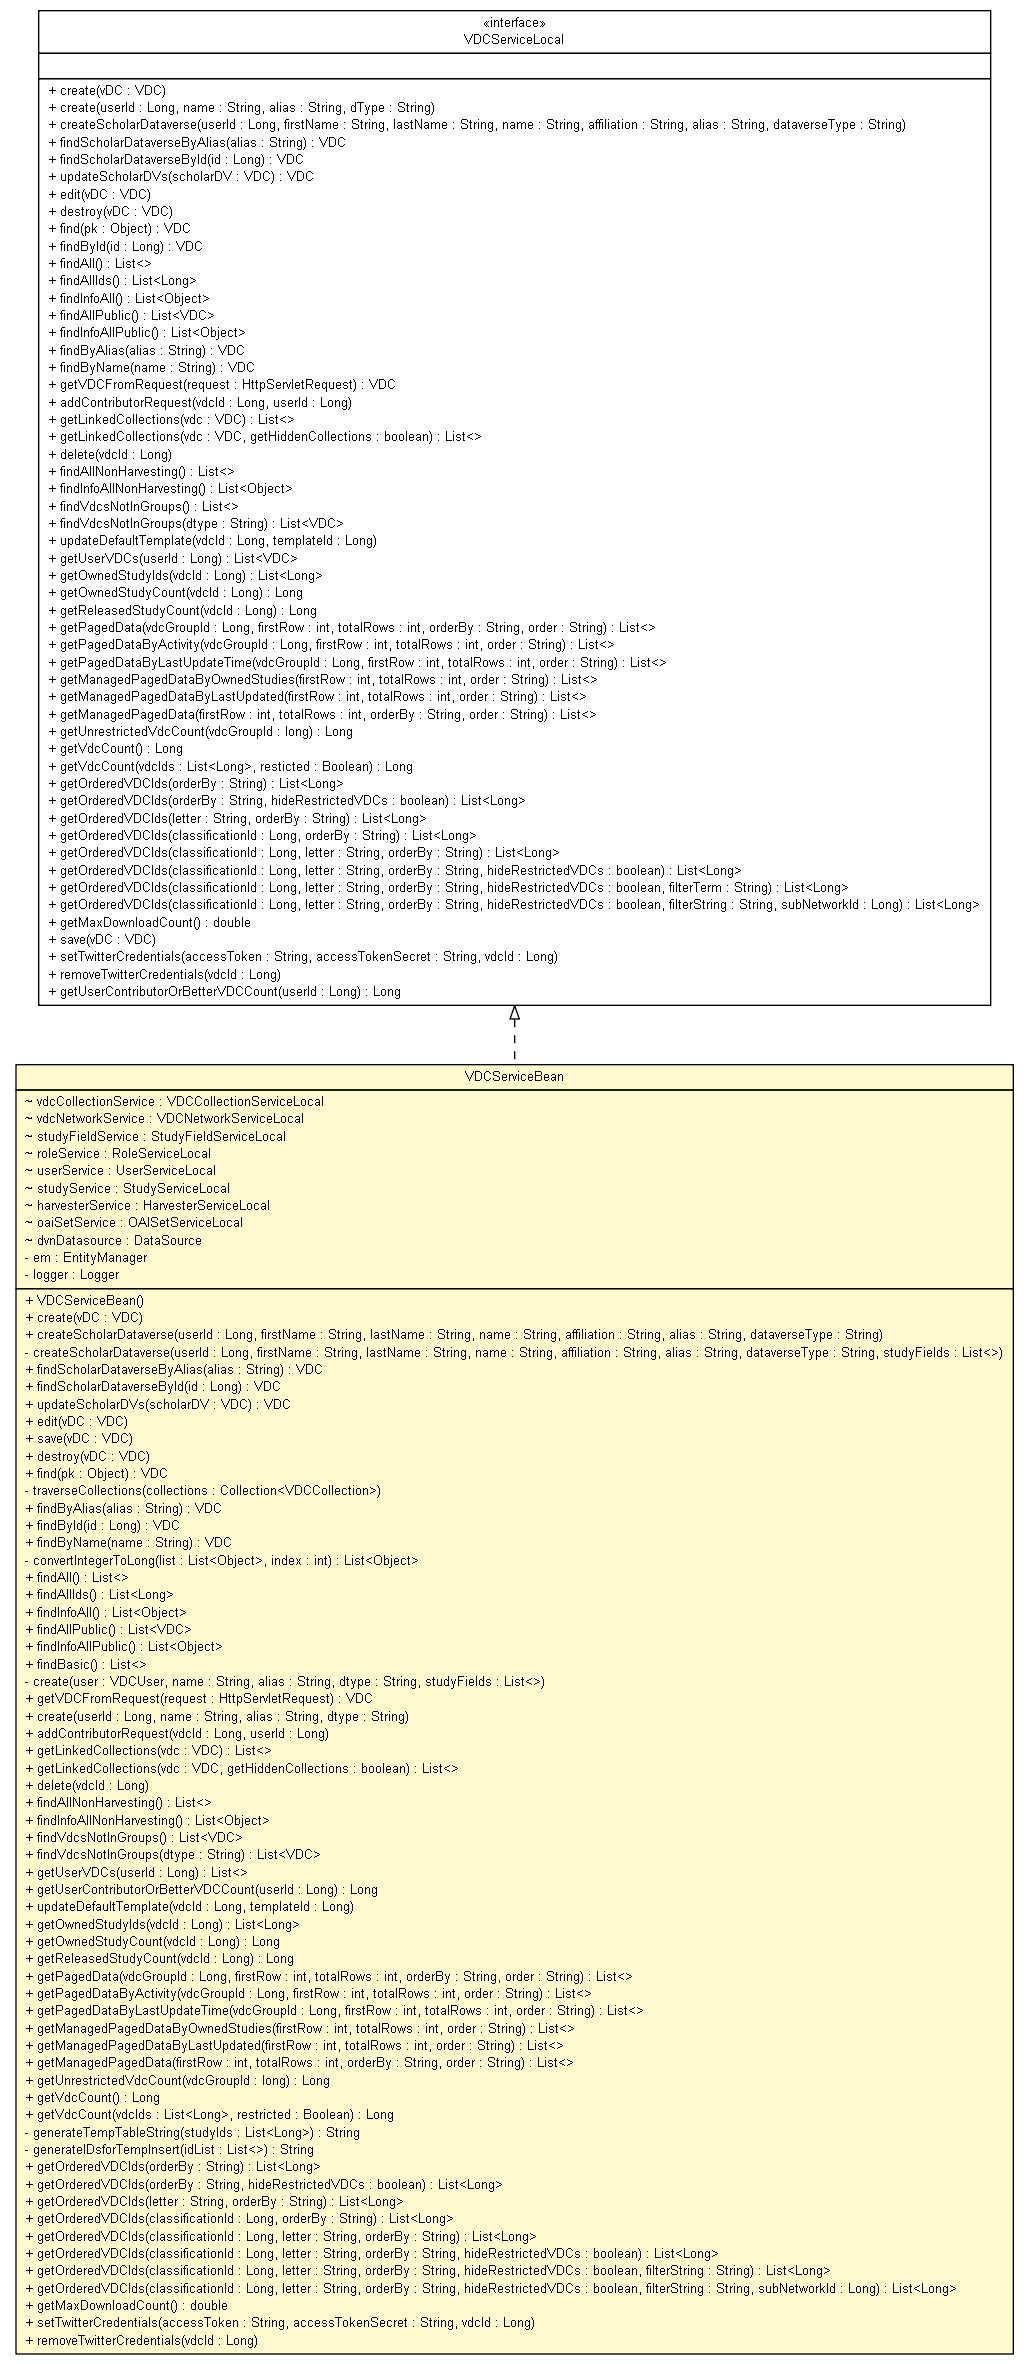 «interface»
VDCServiceLocal
+ create(vDC : VDC)
+ create(userId : Long, name : String, alias : String, dType : String)
+ createScholarDataverse(userId : Long, firstName : String, lastName : String, name : String, affiliation : String, alias : String, dataverseType : String)
+ findScholarDataverseByAlias(alias : String) : VDC
+ findScholarDataverseById(id : Long) : VDC
+ updateScholarDVs(scholarDV : VDC) : VDC
+ edit(vDC : VDC)
+ destroy(vDC : VDC)
+ find(pk : Object) : VDC
+ findById(id : Long) : VDC
+ findAll() : List<>
+ findAllIds() : List<Long>
+ findInfoAll() : List<Object>
+ findAllPublic() : List<VDC>
+ findInfoAllPublic() : List<Object>
+ findByAlias(alias : String) : VDC
+ findByName(name : String) : VDC
+ getVDCFromRequest(request : HttpServletRequest) : VDC
+ addContributorRequest(vdcId : Long, userId : Long)
+ getLinkedCollections(vdc : VDC) : List<>
+ getLinkedCollections(vdc : VDC, getHiddenCollections : boolean) : List<>
+ delete(vdcId : Long)
+ findAllNonHarvesting() : List<>
+ findInfoAllNonHarvesting() : List<Object>
+ findVdcsNotInGroups() : List<>
+ findVdcsNotInGroups(dtype : String) : List<VDC>
+ updateDefaultTemplate(vdcId : Long, templateId : Long)
+ getUserVDCs(userId : Long) : List<VDC>
+ getOwnedStudyIds(vdcId : Long) : List<Long>
+ getOwnedStudyCount(vdcId : Long) : Long
+ getReleasedStudyCount(vdcId : Long) : Long
+ getPagedData(vdcGroupId : Long, firstRow : int, totalRows : int, orderBy : String, order : String) : List<>
+ getPagedDataByActivity(vdcGroupId : Long, firstRow : int, totalRows : int, order : String) : List<>
+ getPagedDataByLastUpdateTime(vdcGroupId : Long, firstRow : int, totalRows : int, order : String) : List<>
+ getManagedPagedDataByOwnedStudies(firstRow : int, totalRows : int, order : String) : List<>
+ getManagedPagedDataByLastUpdated(firstRow : int, totalRows : int, order : String) : List<>
+ getManagedPagedData(firstRow : int, totalRows : int, orderBy : String, order : String) : List<>
+ getUnrestrictedVdcCount(vdcGroupId : long) : Long
+ getVdcCount() : Long
+ getVdcCount(vdcIds : List<Long>, resticted : Boolean) : Long
+ getOrderedVDCIds(orderBy : String) : List<Long>
+ getOrderedVDCIds(orderBy : String, hideRestrictedVDCs : boolean) : List<Long>
+ getOrderedVDCIds(letter : String, orderBy : String) : List<Long>
+ getOrderedVDCIds(classificationId : Long, orderBy : String) : List<Long>
+ getOrderedVDCIds(classificationId : Long, letter : String, orderBy : String) : List<Long>
+ getOrderedVDCIds(classificationId : Long, letter : String, orderBy : String, hideRestrictedVDCs : boolean) : List<Long>
+ getOrderedVDCIds(classificationId : Long, letter : String, orderBy : String, hideRestrictedVDCs : boolean, filterTerm : String) : List<Long>
+ getOrderedVDCIds(classificationId : Long, letter : String, orderBy : String, hideRestrictedVDCs : boolean, filterString : String, subNetworkId : Long) : List<Long>
+ getMaxDownloadCount() : double
+ save(vDC : VDC)
+ setTwitterCredentials(accessToken : String, accessTokenSecret : String, vdcId : Long)
+ removeTwitterCredentials(vdcId : Long)
+ getUserContributorOrBetterVDCCount(userId : Long) : Long
VDCServiceBean
~ vdcCollectionService : VDCCollectionServiceLocal
~ vdcNetworkService : VDCNetworkServiceLocal
~ studyFieldService : StudyFieldServiceLocal
~ roleService : RoleServiceLocal
~ userService : UserServiceLocal
~ studyService : StudyServiceLocal
~ harvesterService : HarvesterServiceLocal
~ oaiSetService : OAISetServiceLocal
~ dvnDatasource : DataSource
- em : EntityManager
- logger : Logger
+ VDCServiceBean()
+ create(vDC : VDC)
+ createScholarDataverse(userId : Long, firstName : String, lastName : String, name : String, affiliation : String, alias : String, dataverseType : String)
- createScholarDataverse(userId : Long, firstName : String, lastName : String, name : String, affiliation : String, alias : String, dataverseType : String, studyFields : List<>)
+ findScholarDataverseByAlias(alias : String) : VDC
+ findScholarDataverseById(id : Long) : VDC
+ updateScholarDVs(scholarDV : VDC) : VDC
+ edit(vDC : VDC)
+ save(vDC : VDC)
+ destroy(vDC : VDC)
+ find(pk : Object) : VDC
- traverseCollections(collections : Collection<VDCCollection>)
+ findByAlias(alias : String) : VDC
+ findById(id : Long) : VDC
+ findByName(name : String) : VDC
- convertIntegerToLong(list : List<Object>, index : int) : List<Object>
+ findAll() : List<>
+ findAllIds() : List<Long>
+ findInfoAll() : List<Object>
+ findAllPublic() : List<VDC>
+ findInfoAllPublic() : List<Object>
+ findBasic() : List<>
- create(user : VDCUser, name : String, alias : String, dtype : String, studyFields : List<>)
+ getVDCFromRequest(request : HttpServletRequest) : VDC
+ create(userId : Long, name : String, alias : String, dtype : String)
+ addContributorRequest(vdcId : Long, userId : Long)
+ getLinkedCollections(vdc : VDC) : List<>
+ getLinkedCollections(vdc : VDC, getHiddenCollections : boolean) : List<>
+ delete(vdcId : Long)
+ findAllNonHarvesting() : List<>
+ findInfoAllNonHarvesting() : List<Object>
+ findVdcsNotInGroups() : List<VDC>
+ findVdcsNotInGroups(dtype : String) : List<VDC>
+ getUserVDCs(userId : Long) : List<>
+ getUserContributorOrBetterVDCCount(userId : Long) : Long
+ updateDefaultTemplate(vdcId : Long, templateId : Long)
+ getOwnedStudyIds(vdcId : Long) : List<Long>
+ getOwnedStudyCount(vdcId : Long) : Long
+ getReleasedStudyCount(vdcId : Long) : Long
+ getPagedData(vdcGroupId : Long, firstRow : int, totalRows : int, orderBy : String, order : String) : List<>
+ getPagedDataByActivity(vdcGroupId : Long, firstRow : int, totalRows : int, order : String) : List<>
+ getPagedDataByLastUpdateTime(vdcGroupId : Long, firstRow : int, totalRows : int, order : String) : List<>
+ getManagedPagedDataByOwnedStudies(firstRow : int, totalRows : int, order : String) : List<>
+ getManagedPagedDataByLastUpdated(firstRow : int, totalRows : int, order : String) : List<>
+ getManagedPagedData(firstRow : int, totalRows : int, orderBy : String, order : String) : List<>
+ getUnrestrictedVdcCount(vdcGroupId : long) : Long
+ getVdcCount() : Long
+ getVdcCount(vdcIds : List<Long>, restricted : Boolean) : Long
- generateTempTableString(studyIds : List<Long>) : String
- generateIDsforTempInsert(idList : List<>) : String
+ getOrderedVDCIds(orderBy : String) : List<Long>
+ getOrderedVDCIds(orderBy : String, hideRestrictedVDCs : boolean) : List<Long>
+ getOrderedVDCIds(letter : String, orderBy : String) : List<Long>
+ getOrderedVDCIds(classificationId : Long, orderBy : String) : List<Long>
+ getOrderedVDCIds(classificationId : Long, letter : String, orderBy : String) : List<Long>
+ getOrderedVDCIds(classificationId : Long, letter : String, orderBy : String, hideRestrictedVDCs : boolean) : List<Long>
+ getOrderedVDCIds(classificationId : Long, letter : String, orderBy : String, hideRestrictedVDCs : boolean, filterString : String) : List<Long>
+ getOrderedVDCIds(classificationId : Long, letter : String, orderBy : String, hideRestrictedVDCs : boolean, filterString : String, subNetworkId : Long) : List<Long>
+ getMaxDownloadCount() : double
+ setTwitterCredentials(accessToken : String, accessTokenSecret : String, vdcId : Long)
+ removeTwitterCredentials(vdcId : Long)